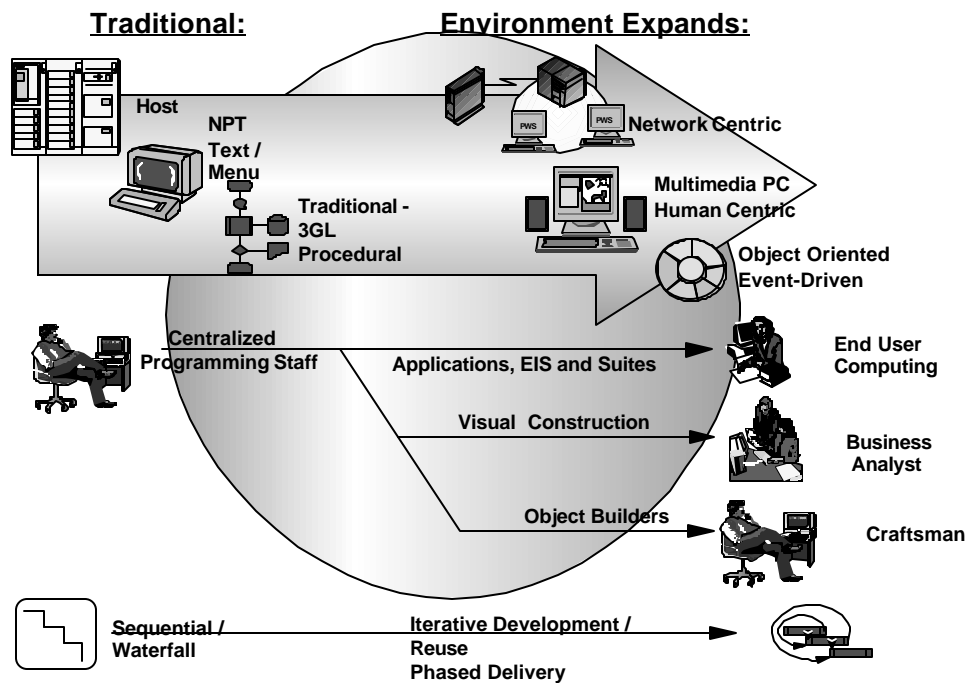 Traditional:
Environment Expands:
Host
NPT
Text /
Menu
Traditional -
3GL
Procedural
PWS
PWS
Network Centric
Multimedia PC
Human Centric
Object Oriented
Event-Driven
Centralized
Programming Staff
Applications, EIS and Suites
End User
Computing
Visual Construction
Business
Analyst
Object Builders
Craftsman
Sequential /
Waterfall
Iterative Development /
Reuse
Phased Delivery